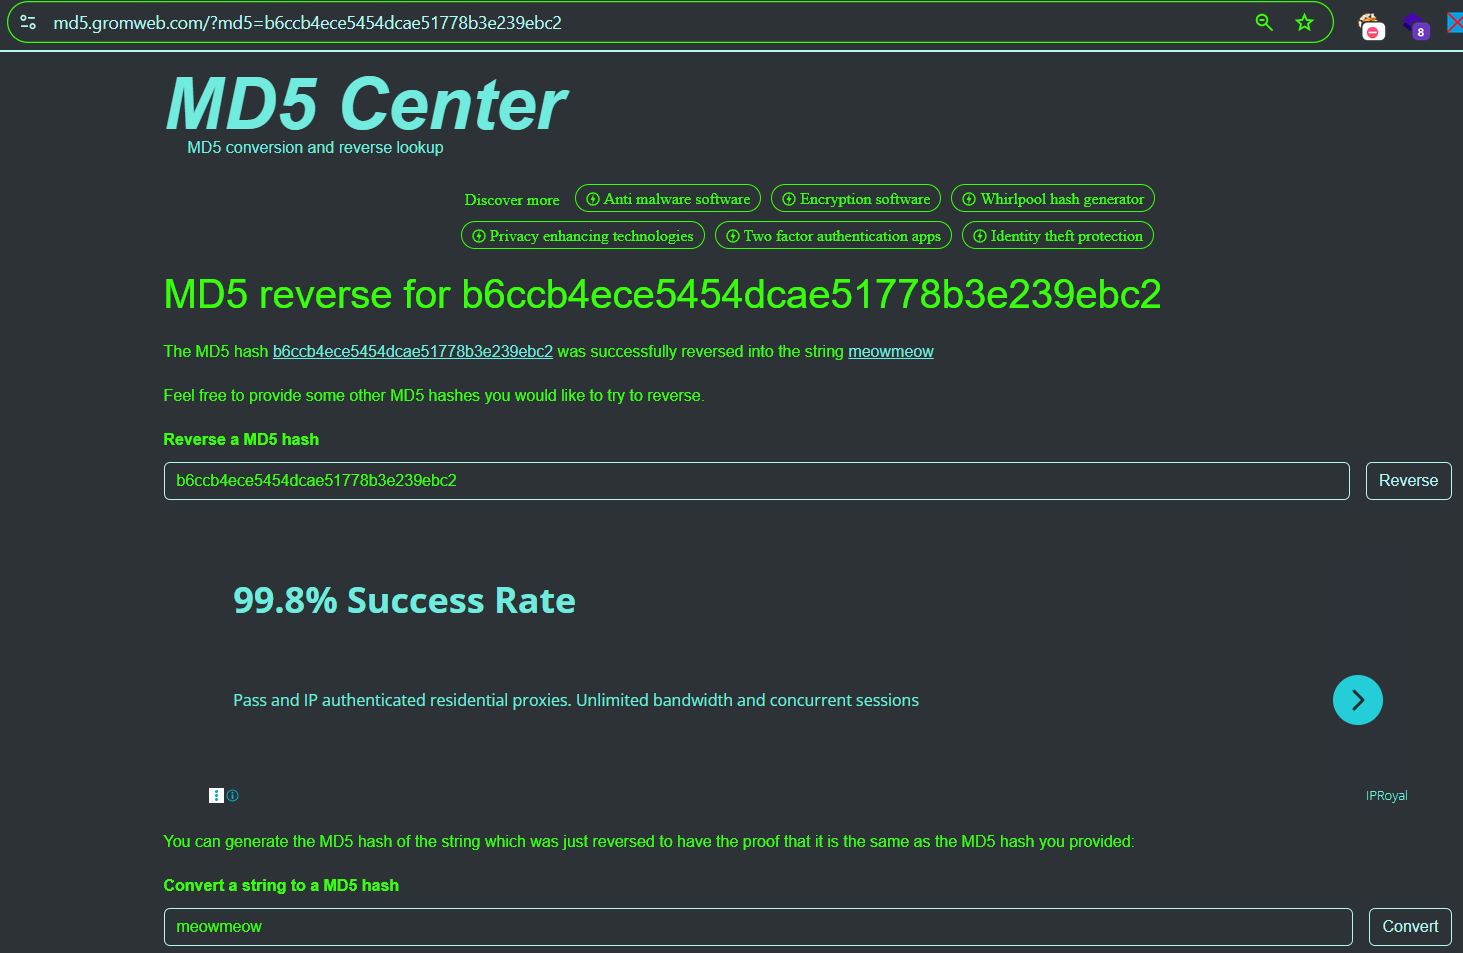 md5.gromweb.com/?md5=b6ccb4ece5454dcae51778b3e239ebc2
8
MD5 Center
MD5 conversion and reverse lookup
Discover more Anti malware software Encryption software Whirlpool hash generator
Privacy enhancing technologies Two factor authentication apps Identity theft protection
MD5 reverse for b6ccb4ece5454dcae51778b3e239ebc2
The MD5 hash b6ccb4ece5454dcae51778b3e239ebc2 was successfully reversed into the string meowmeow
Feel free to provide some other MD5 hashes you would like to try to reverse.
Reverse a MD5 hash
b6ccb4ece5454dcae51778b3e239ebc2 Reverse
99.8% Success Rate
Pass and IP authenticated residential proxies. Unlimited bandwidth and concurrent sessions
IPRoyal
You can generate the MD5 hash of the string which was just reversed to have the proof that it is the same as the MD5 hash you provided:
Convert a string to a MD5 hash
meowmeow Convert